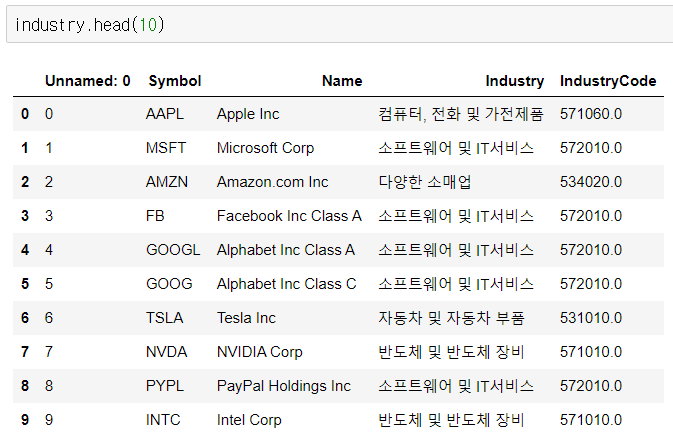 industry.head(10)
Unnamed: 0 Symbol Name Industry IndustryCode
0 0 AAPL Apple Inc 컴퓨터, 전화 및 가전제품 571060.0
1 1 MSFT Microsoft Corp 소프트웨어 및 IT서비스 572010.0
2 2 AMZN Amazon.com Inc 다양한 소매업 534020.0
3 3 FB Facebook Inc Class A 소프트웨어 및 IT서비스 572010.0
4 4 GOOGL Alphabet Inc Class A 소프트웨어 및 IT서비스 572010.0
5 5 GOOG Alphabet Inc Class C 소프트웨어 및 IT서비스 572010.0
6 6 TSLA Tesla Inc 자동차 및 자동차 부품 531010.0
7 7 NVDA NVIDIA Corp 반도체 및 반도체 장비 571010.0
8 8 PYPL PayPal Holdings Inc 소프트웨어 및 IT서비스 572010.0
9 9 INTC Intel Corp 반도체 및 반도체 장비 571010.0